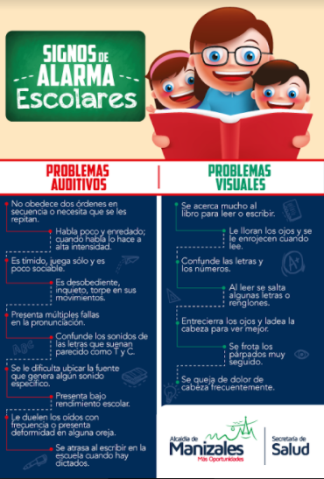 SIGNOS DE
ALARMA
Escolares
PROBLEMAS
AUDITIVOS
No obedece dos órdenes en
secuencia o necesita que se les
repitan.
Habla poco y enredado;
cuando habla lo hace a
alta intensidad.
Es tímido, juega sólo y es
poco sociable.
Es desobediente,
inquieto, torpe en sus
movimientos.
Presenta múltiples fallas
en la pronunciación.
Confunde los sonidos de
las letras que suenan
parecido como T y C.
Se le dificulta ubicar la fuente
que genera algún sonido
específico.
Presenta bajo
rendimiento escolar.
Le duelen los oídos con
frecuencia o presenta
deformidad en alguna oreja.
Se atrasa al escribir en la
escuela cuando hay
dictados.
PROBLEMAS
VISUALES
Se acerca mucho al
libro para leer o escribir.
Le lloran los ojos y se
le enrojecen cuando
lee.
Confunde las letras y
los números.
Al leer se salta
algunas letras o
renglones.
Entrecierra los ojos y ladea la
cabeza para ver mejor.
Se frota los
párpados muy
seguido.
Se queja de dolor de
cabeza frecuentemente.
Alcaldía de
Manizales
Más Oportunidades
Secretaría de
Salud